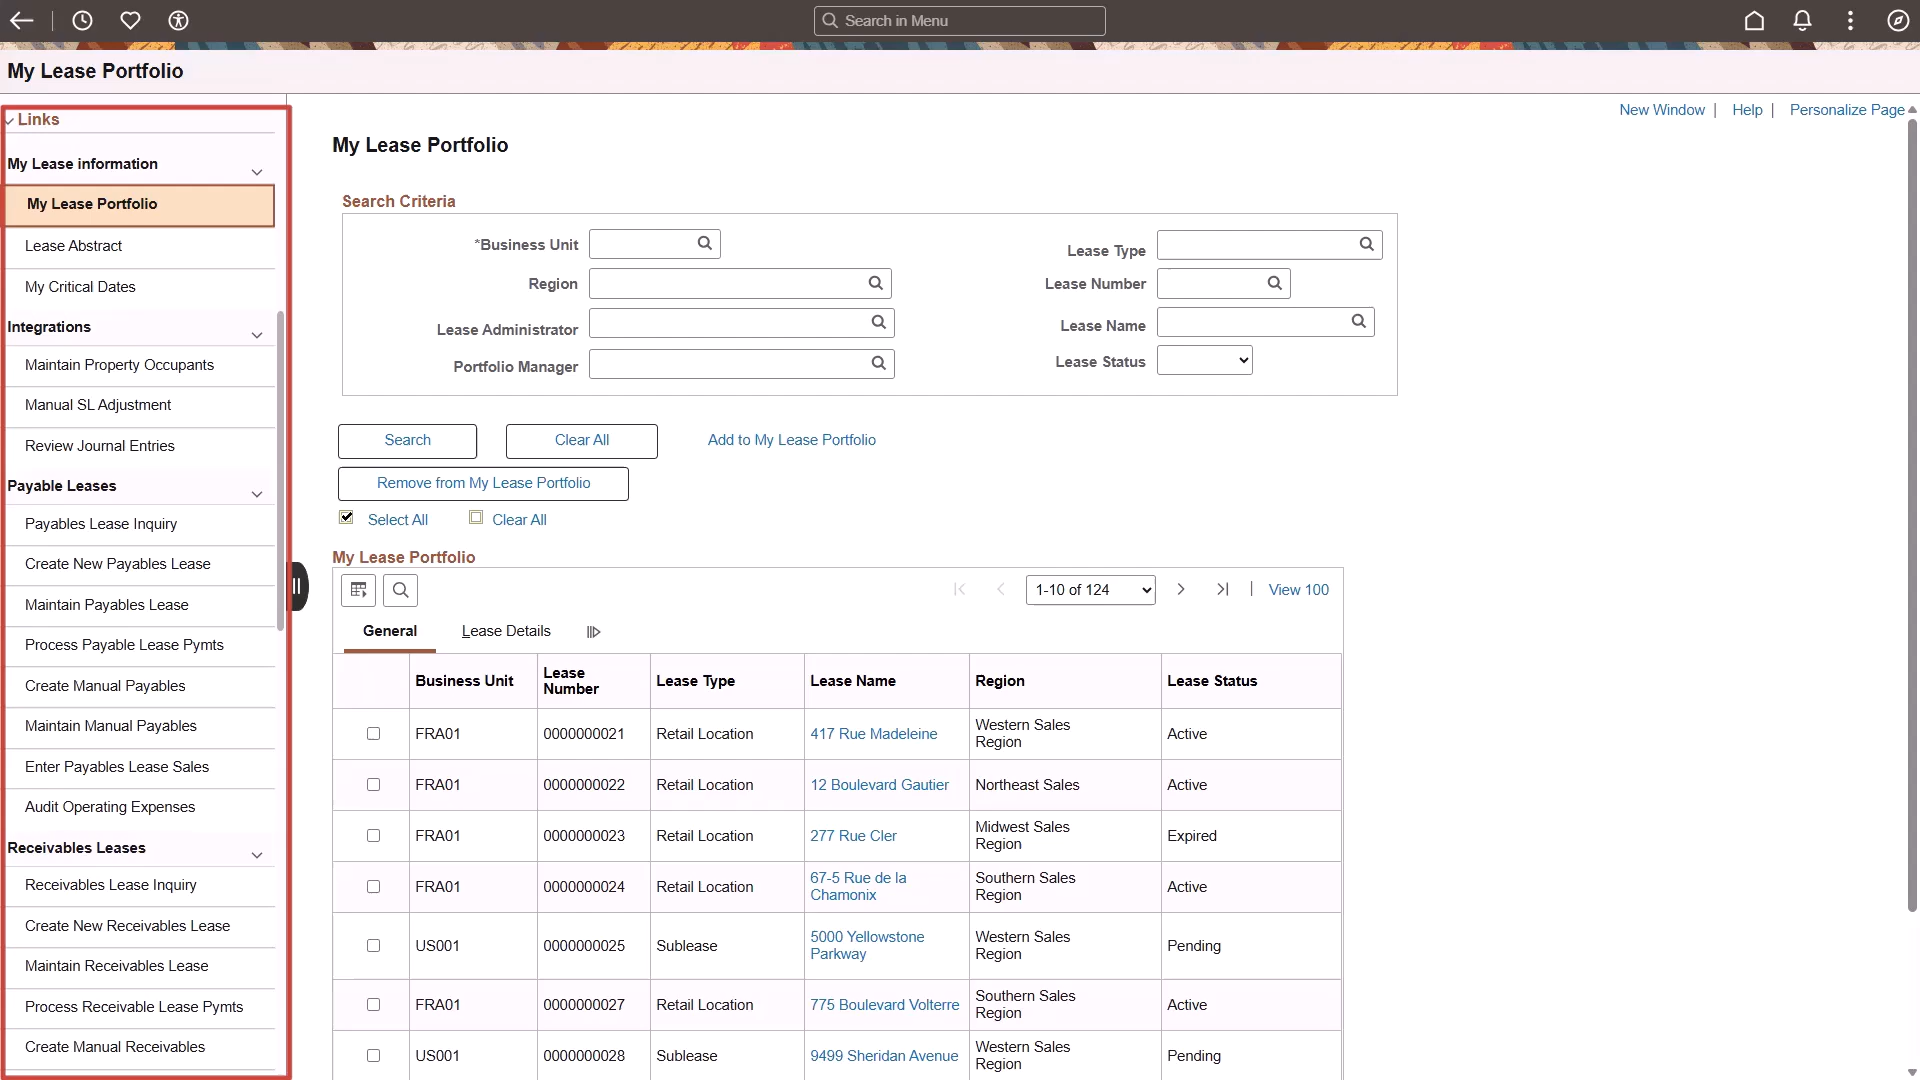 Search in Menu
My Lease Portfolio
New Window | Help | Personalize Page
Links
My Lease information
My Lease Portfolio
Lease Abstract
My Critical Dates
Integrations
Maintain Property Occupants
Manual SL Adjustment
Review Journal Entries
Payable Leases
Payables Lease Inquiry
Create New Payables Lease
Maintain Payables Lease
Process Payable Lease Pymts
Create Manual Payables
Maintain Manual Payables
Enter Payables Lease Sales
Audit Operating Expenses
Receivables Leases
Receivables Lease Inquiry
Create New Receivables Lease
Maintain Receivables Lease
Process Receivable Lease Pymts
Create Manual Receivables
My Lease Portfolio
Search Criteria
*Business Unit
Lease Type
Region
Lease Number
Lease Administrator
Lease Name
Portfolio Manager
Lease Status
Search Clear All Add to My Lease Portfolio
Remove from My Lease Portfolio
Select All Clear All
My Lease Portfolio
1-10 of 124 | View 100
General Lease Details
Business Unit Lease Number Lease Type Lease Name Region Lease Status
FRA01 0000000021 Retail Location 417 Rue Madeleine Western Sales Region Active
FRA01 0000000022 Retail Location 12 Boulevard Gautier Northeast Sales Active
FRA01 0000000023 Retail Location 277 Rue Cler Midwest Sales Region Expired
FRA01 0000000024 Retail Location 67-5 Rue de la Chamonix Southern Sales Region Active
US001 0000000025 Sublease 5000 Yellowstone Parkway Western Sales Region Pending
FRA01 0000000027 Retail Location 775 Boulevard Volterre Southern Sales Region Active
US001 0000000028 Sublease 9499 Sheridan Avenue Western Sales Region Pending